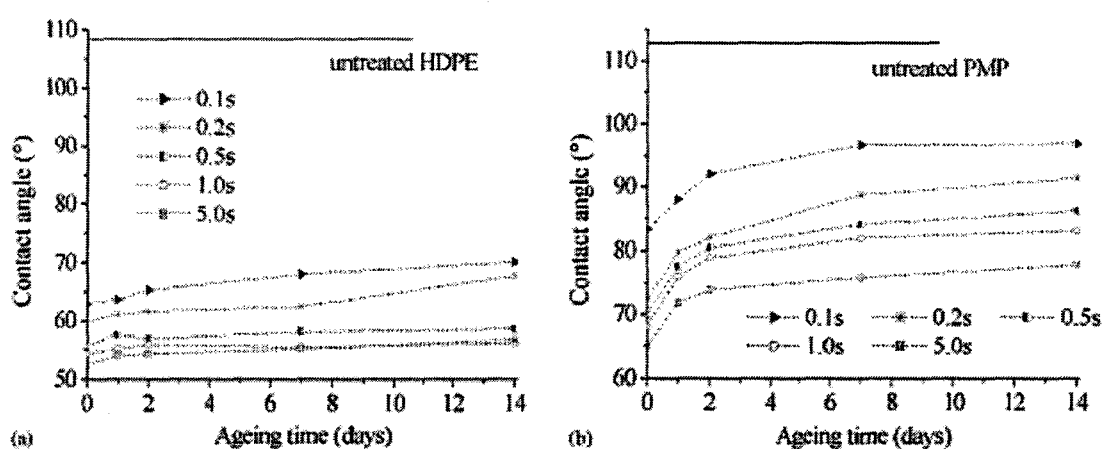 110
100
90
80
70
60
50
Contact angle (°)
untreated HDPE
0.1s
0.2s
0.5s
1.0s
5.0s
0 2 4 6 8 10 12 14
Ageing time (days)
(a)
110
100
90
80
70
60
Contact angle (°)
untreated PMP
0.1s 0.2s 0.5s
1.0s 5.0s
0 2 4 6 8 10 12 14
Ageing time (days)
(b)